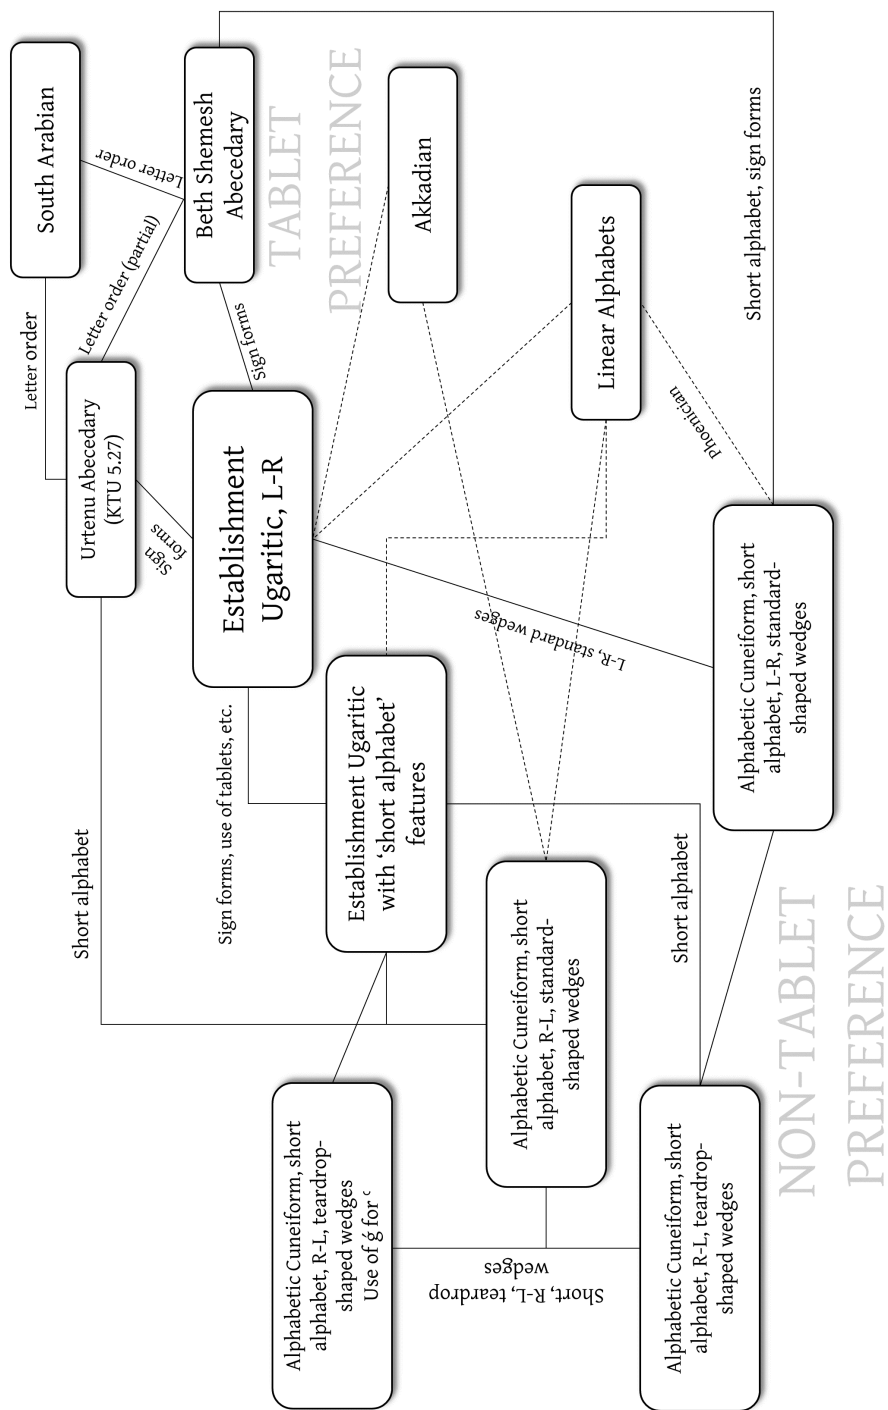 South Arabian
Letter order
Letter order
Letter order (partial)
Urtenu Abecedary
(KTU 5.27)
Short alphabet
Sign
forms
Beth Shemesh
Abecedary
Sign forms
TABLET
PREFERENCE
Establishment
Ugaritic, L-R
Sign forms, use of tablets, etc.
Alphabetic Cuneiform, short
alphabet, R-L, teardrop-
shaped wedges
Use of ǵ for ʿ
Establishment Ugaritic
with ‘short alphabet’
features
Akkadian
Short, R-L, teardrop
wedges
Alphabetic Cuneiform, short
alphabet, R-L, standard-
shaped wedges
L-R, standard wedges
Linear Alphabets
Phoenician
Short alphabet
Alphabetic Cuneiform, short
alphabet, R-L, teardrop-
shaped wedges
Alphabetic Cuneiform, short
alphabet, L-R, standard-
shaped wedges
Short alphabet, sign forms
NON-TABLET
PREFERENCE